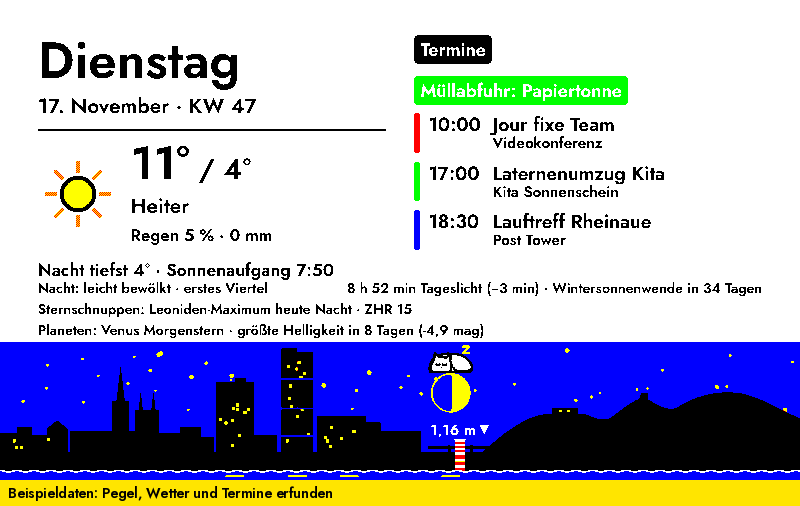 Dienstag
17. November · KW 47
11° / 4°
Heiter
Regen 5 % · 0 mm
Nacht tiefst 4° · Sonnenaufgang 7:50
Termine
Müllabfuhr: Papiertonne
10:00 Jour fixe Team
Videokonferenz
17:00 Laternenumzug Kita
Kita Sonnenschein
18:30 Lauftreff Rheinaue
Post Tower
Nacht: leicht bewölkt · erstes Viertel
8 h 52 min Tageslicht (−3 min) · Wintersonnenwende in 34 Tagen
Sternschnuppen: Leoniden-Maximum heute Nacht · ZHR 15
Planeten: Venus Morgenstern · größte Helligkeit in 8 Tagen (-4,9 mag)
z
1,16 m ▼
Beispieldaten: Pegel, Wetter und Termine erfunden